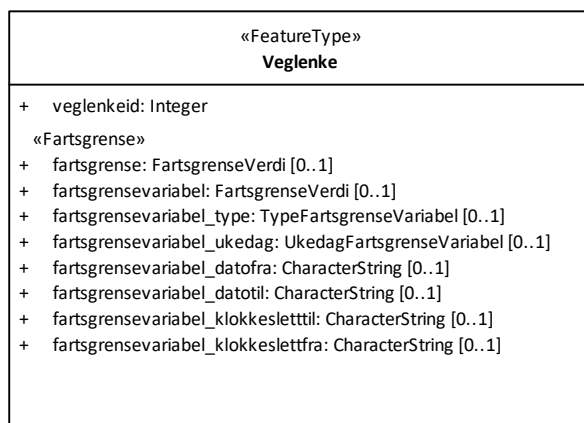 «FeatureType»
Veglenke
+ veglenkeid: Integer
«Fartsgrense»
+ fartsgrense: FartsgrenseVerdi [0..1]
+ fartsgrensevariabel: FartsgrenseVerdi [0..1]
+ fartsgrensevariabel_type: TypeFartsgrenseVariabel [0..1]
+ fartsgrensevariabel_ukedag: UkedagFartsgrenseVariabel [0..1]
+ fartsgrensevariabel_datofra: CharacterString [0..1]
+ fartsgrensevariabel_datotil: CharacterString [0..1]
+ fartsgrensevariabel_klokkesletttil: CharacterString [0..1]
+ fartsgrensevariabel_klokkeslettfra: CharacterString [0..1]